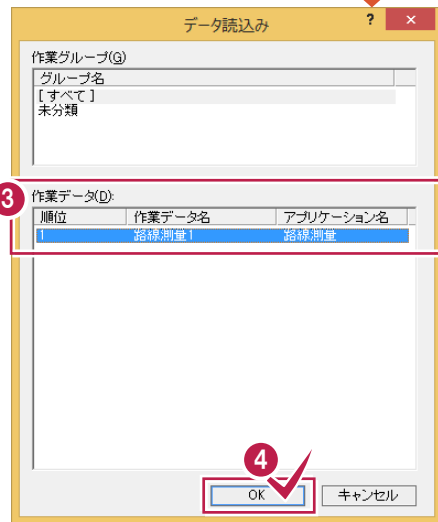 データ読込み ? ×
作業グループ(G)
グループ名
[すべて]
未分類
3
作業データ(D):
順位 作業データ名 アプリケーション名
1 路線測量1 路線測量
4
OK キャンセル